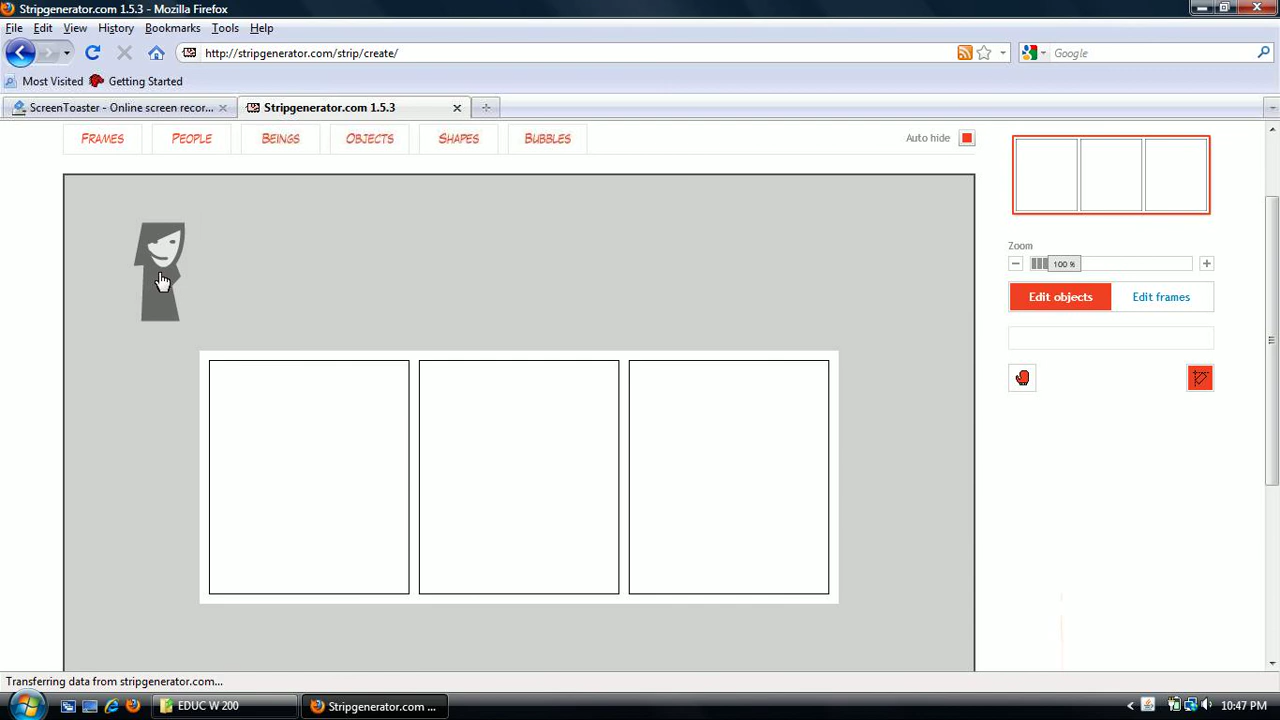 Stripgenerator.com 1.5.3 - Mozilla Firefox
File Edit View History Bookmarks Tools Help
http://stripgenerator.com/strip/create/
Google
Most Visited Getting Started
ScreenToaster - Online screen recor...
Stripgenerator.com 1.5.3
FRAMES PEOPLE BEINGS OBJECTS SHAPES BUBBLES
Auto hide
Zoom
100 %
Edit objects Edit frames
Transferring data from stripgenerator.com...
EDUC W 200
Stripgenerator.com ...
10:47 PM